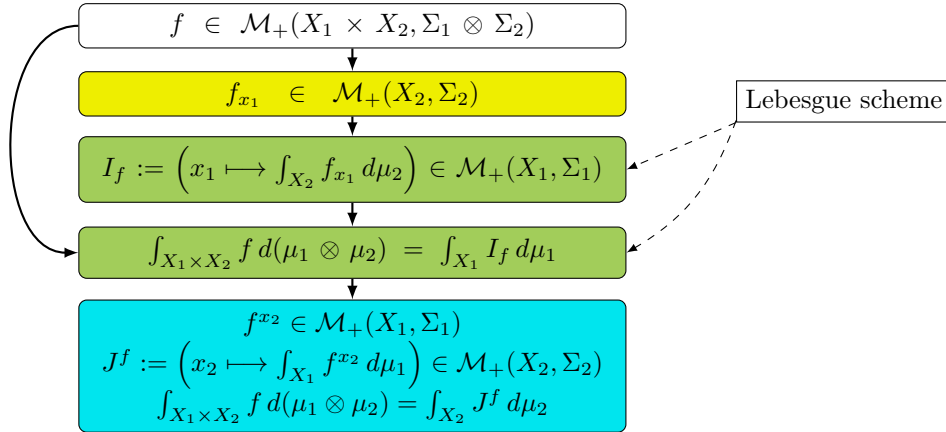 f ∈ ℳ₊(X₁ × X₂, Σ₁ ⊗ Σ₂)
f_{x₁} ∈ ℳ₊(X₂, Σ₂)
Lebesgue scheme
I_f := (x₁ ⟼ ∫_{X₂} f_{x₁} dμ₂) ∈ ℳ₊(X₁, Σ₁)
∫_{X₁×X₂} f d(μ₁ ⊗ μ₂) = ∫_{X₁} I_f dμ₁
f^{x₂} ∈ ℳ₊(X₁, Σ₁)
J^f := (x₂ ⟼ ∫_{X₁} f^{x₂} dμ₁) ∈ ℳ₊(X₂, Σ₂)
∫_{X₁×X₂} f d(μ₁ ⊗ μ₂) = ∫_{X₂} J^f dμ₂